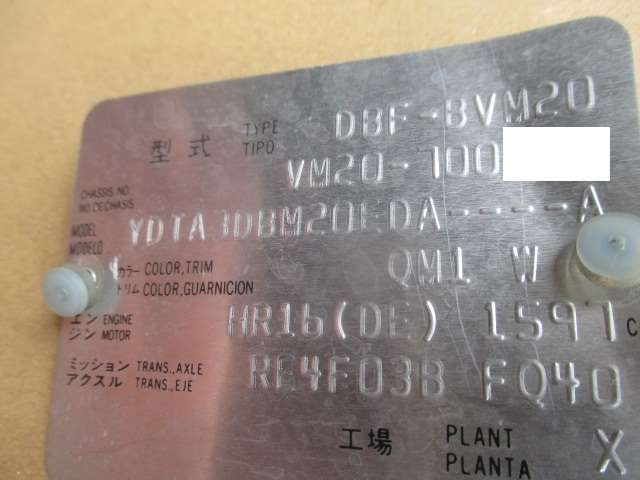 型式 TYPE TIPO DBF-BVM20
CHASSIS NO. NO.DECHASIS VM20-100
MODEL MODELO YDTA3DBM20EDA-----A
カラー COLOR,TRIM QM1 W
トリム COLOR,GUARNICION
エンジン ENGINE MOTOR HR16(DE) 1597 C
ミッション TRANS.,AXLE RE4F03B FQ40
アクスル TRANS.,EJE
工場 PLANT PLANTA X